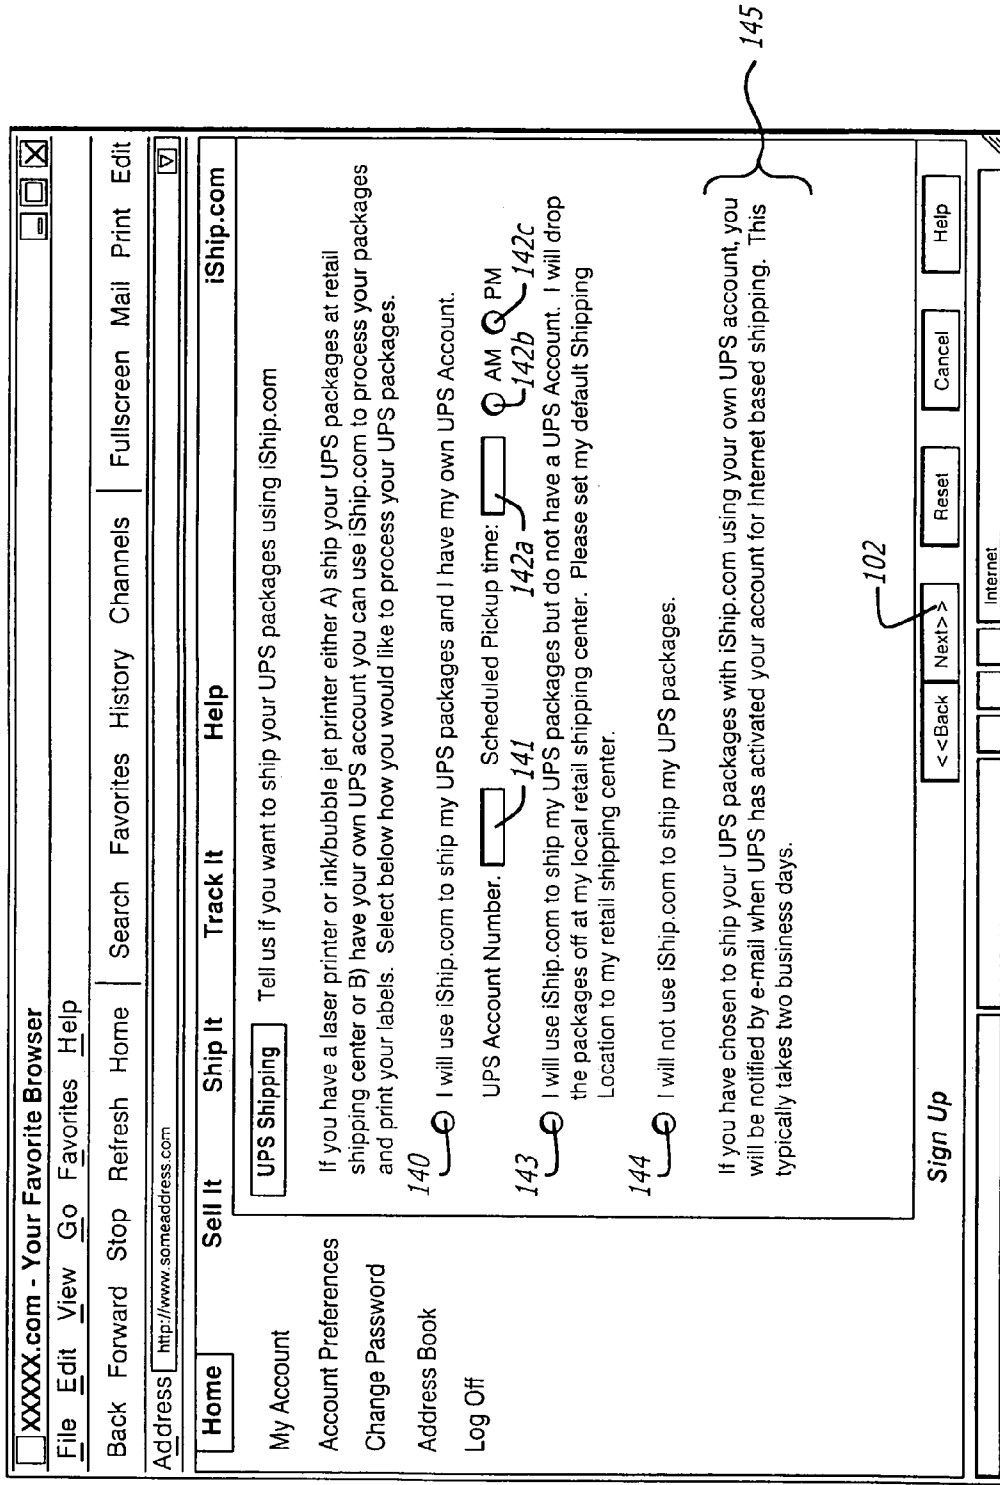 XXXXX.com - Your Favorite Browser
File Edit View Go Favorites Help
Back Forward Stop Refresh Home Search Favorites History Channels Fullscreen Mail Print Edit
Address http://www.someaddress.com
Home Sell It Ship It Track It Help iShip.com
My Account
Account Preferences
Change Password
Address Book
Log Off
UPS Shipping Tell us if you want to ship your UPS packages using iShip.com
If you have a laser printer or ink/bubble jet printer either A) ship your UPS packages at retail
shipping center or B) have your own UPS account you can use iShip.com to process your packages
and print your labels. Select below how you would like to process your UPS packages.
140
I will use iShip.com to ship my UPS packages and I have my own UPS Account.
UPS Account Number. Scheduled Pickup time: AM PM
141 142a 142b 142c
143
I will use iShip.com to ship my UPS packages but do not have a UPS Account. I will drop
the packages off at my local retail shipping center. Please set my default Shipping
Location to my retail shipping center.
144
I will not use iShip.com to ship my UPS packages.
If you have chosen to ship your UPS packages with iShip.com using your own UPS account, you
will be notified by e-mail when UPS has activated your account for Internet based shipping. This
typically takes two business days.
145
102
Sign Up <<Back Next>> Reset Cancel Help
Internet